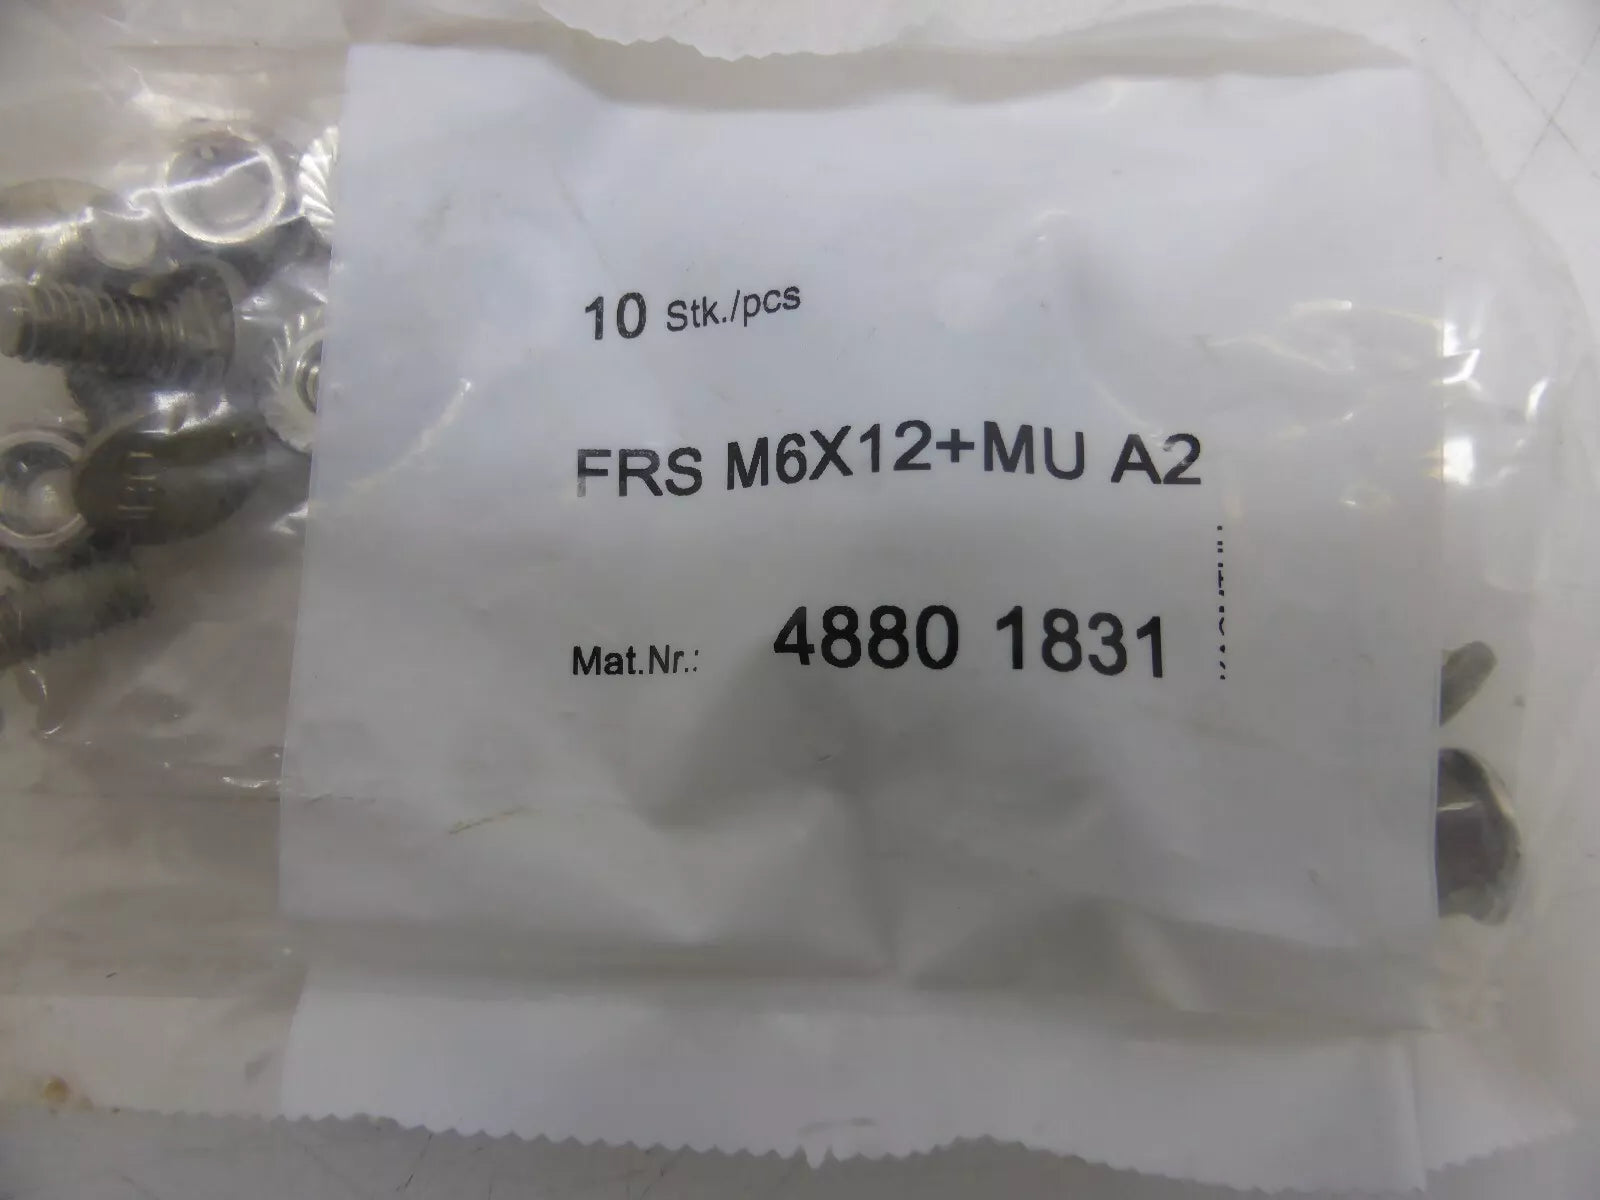 10 Stk./pcs
FRS M6X12+MU A2
Mat.Nr.: 4880 1831